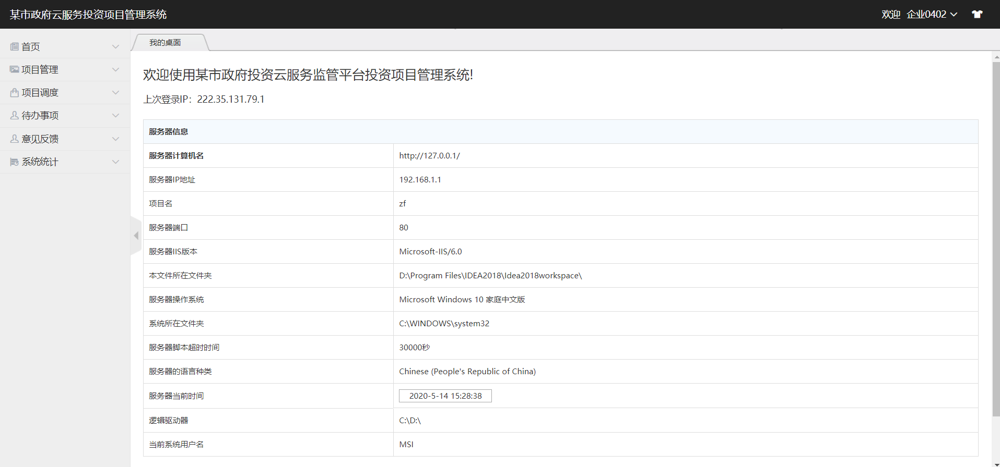 某市政府云服务投资项目管理系统
欢迎 企业0402
首页
项目管理
项目调度
待办事项
意见反馈
系统统计
我的桌面
欢迎使用某市政府投资云服务监管平台投资项目管理系统!
上次登录IP：222.35.131.79.1
服务器信息
服务器计算机名 http://127.0.0.1/
服务器IP地址 192.168.1.1
项目名 zf
服务器端口 80
服务器IIS版本 Microsoft-IIS/6.0
本文件所在文件夹 D:\Program Files\IDEA2018\Idea2018workspace\
服务器操作系统 Microsoft Windows 10 家庭中文版
系统所在文件夹 C:\WINDOWS\system32
服务器脚本超时时间 30000秒
服务器的语言种类 Chinese (People's Republic of China)
服务器当前时间 2020-5-14 15:28:38
逻辑驱动器 C:\D:\
当前系统用户名 MSI